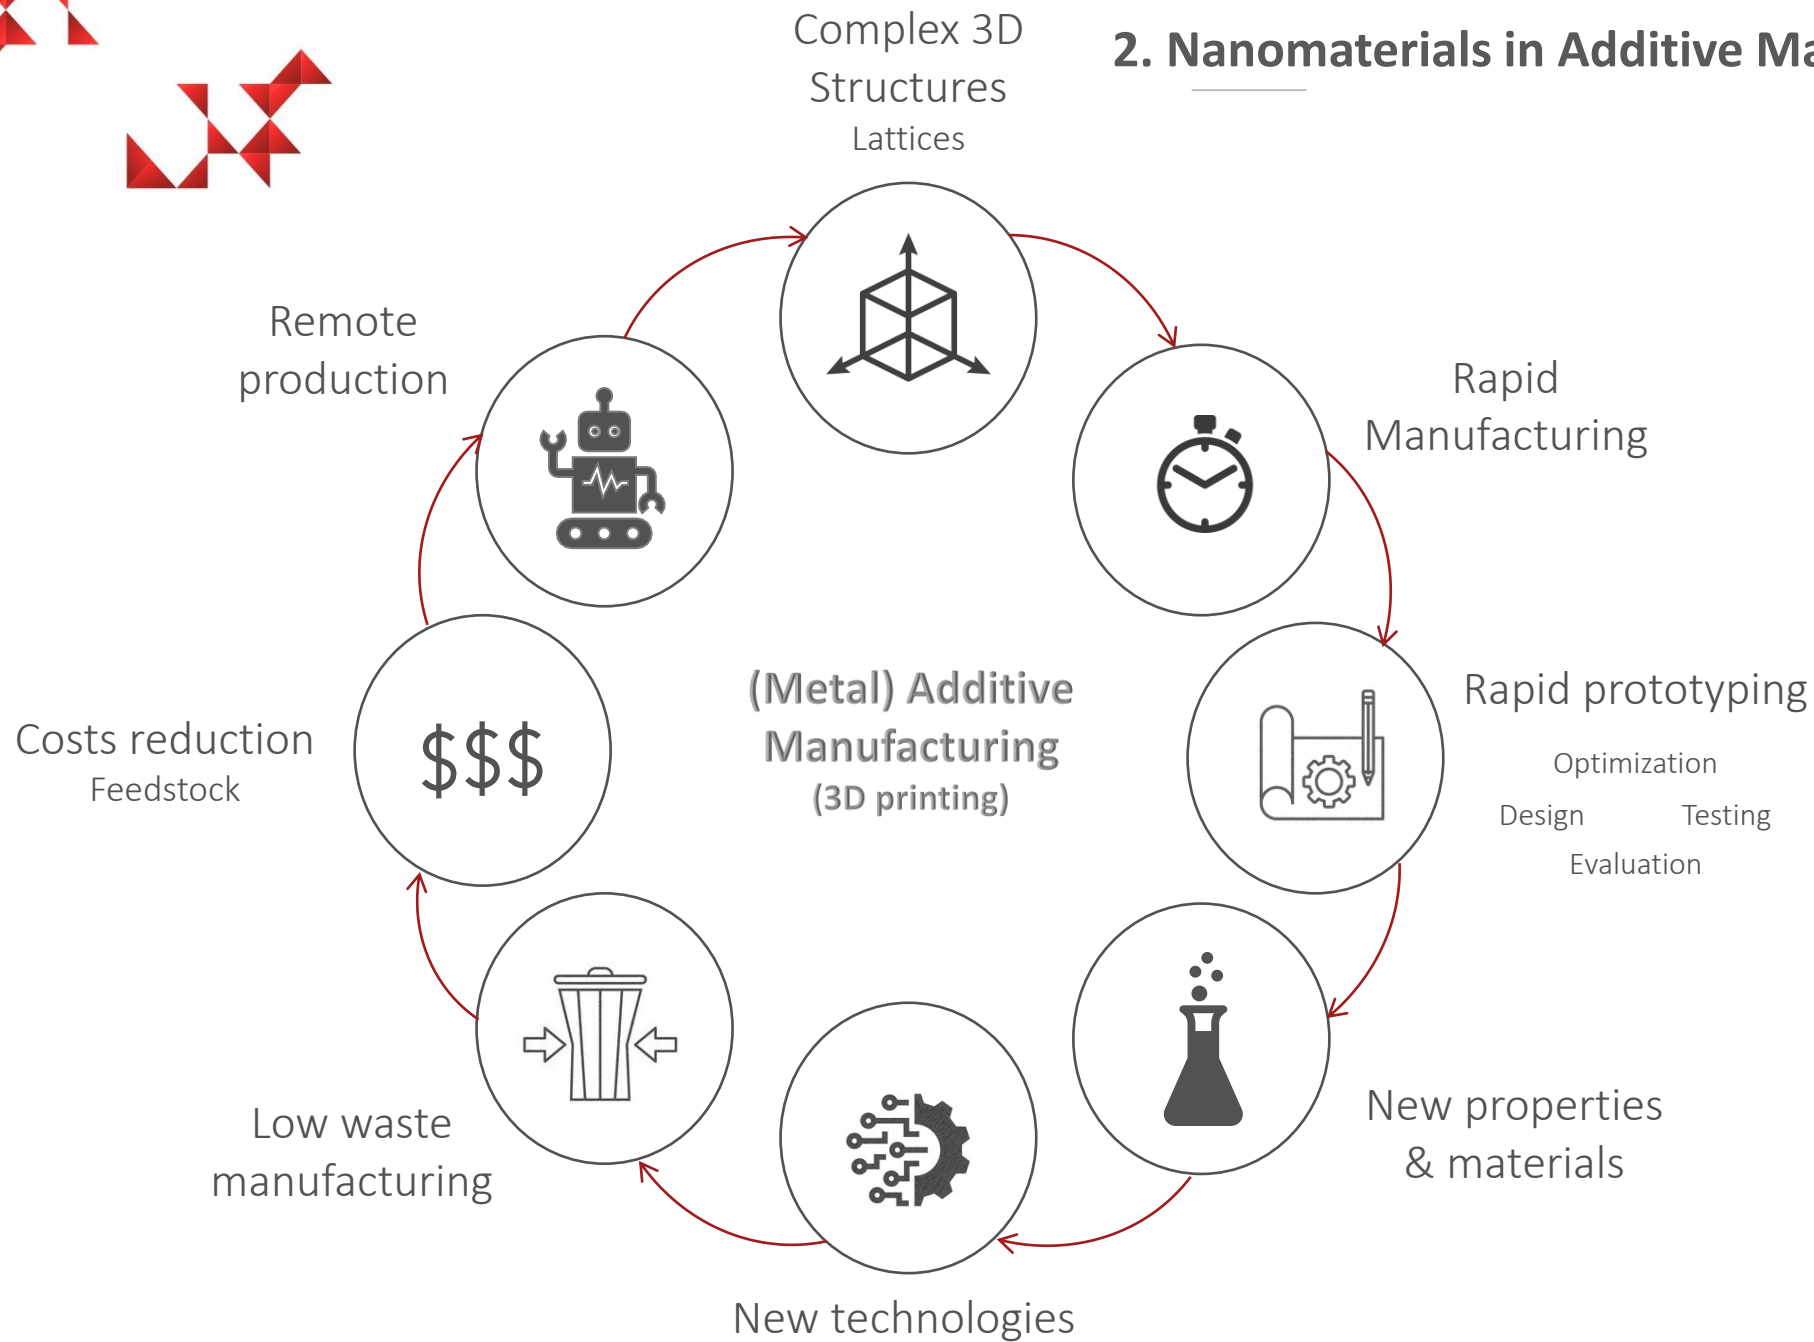 2. Nanomaterials in Additive Ma
Complex 3D
Structures
Lattices
Rapid
Manufacturing
Rapid prototyping
Optimization
Design Testing
Evaluation
New properties
& materials
New technologies
Low waste
manufacturing
Costs reduction
Feedstock
$$$
Remote
production
(Metal) Additive
Manufacturing
(3D printing)